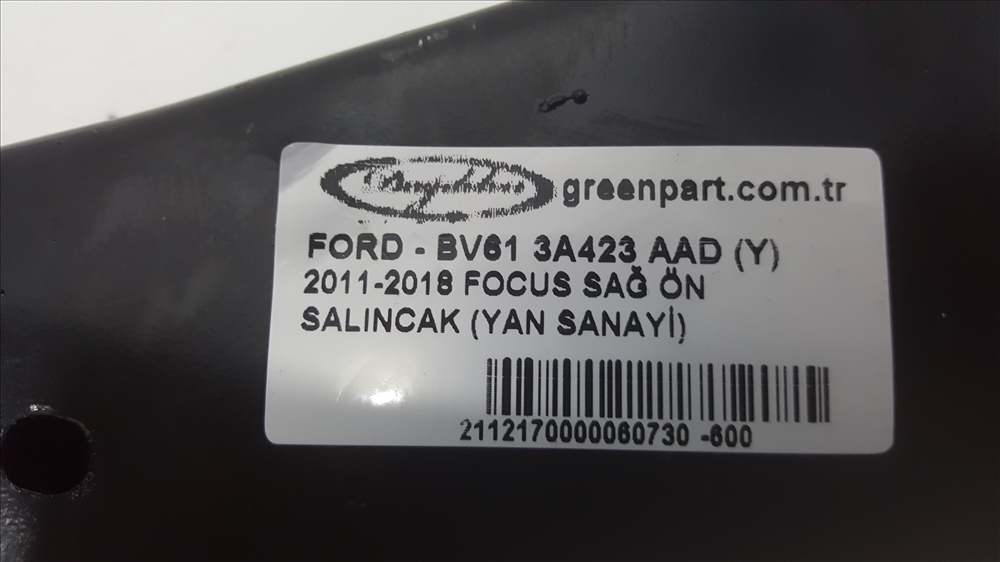 greenpart.com.tr
FORD - BV61 3A423 AAD (Y)
2011-2018 FOCUS SAĞ ÖN
SALINCAK (YAN SANAYİ)
2112170000060730 -600